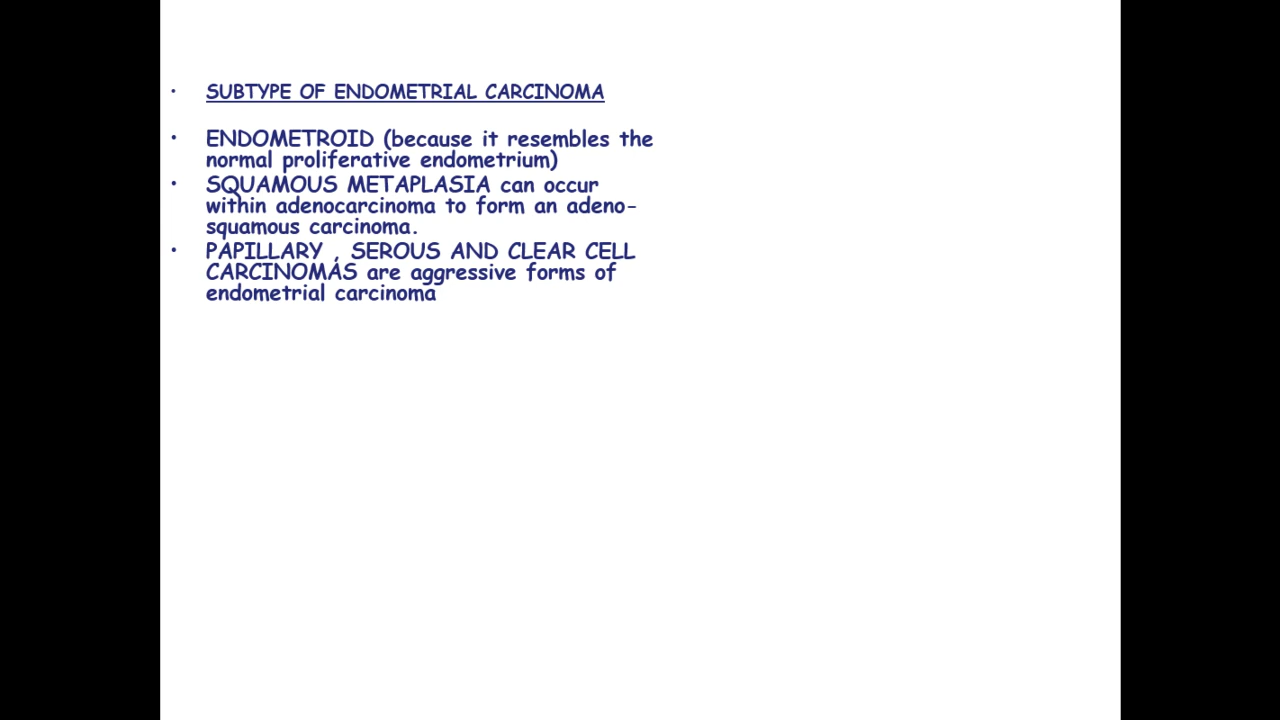 • SUBTYPE OF ENDOMETRIAL CARCINOMA
• ENDOMETROID (because it resembles the
normal proliferative endometrium)
• SQUAMOUS METAPLASIA can occur
within adenocarcinoma to form an adeno-
squamous carcinoma.
• PAPILLARY , SEROUS AND CLEAR CELL
CARCINOMAS are aggressive forms of
endometrial carcinoma